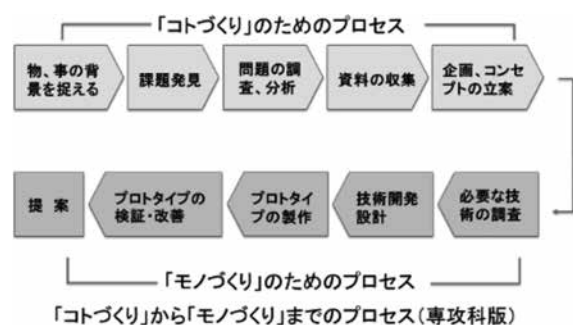 「コトづくり」のためのプロセス
物、事の背
景を捉える
課題発見
問題の調
査、分析
資料の収集
企画、コンセ
プトの立案
必要な技
術の調査
技術開発
設計
プロトタイ
プの製作
プロトタイプの
検証・改善
提 案
「モノづくり」のためのプロセス
「コトづくり」から「モノづくり」までのプロセス(専攻科版)